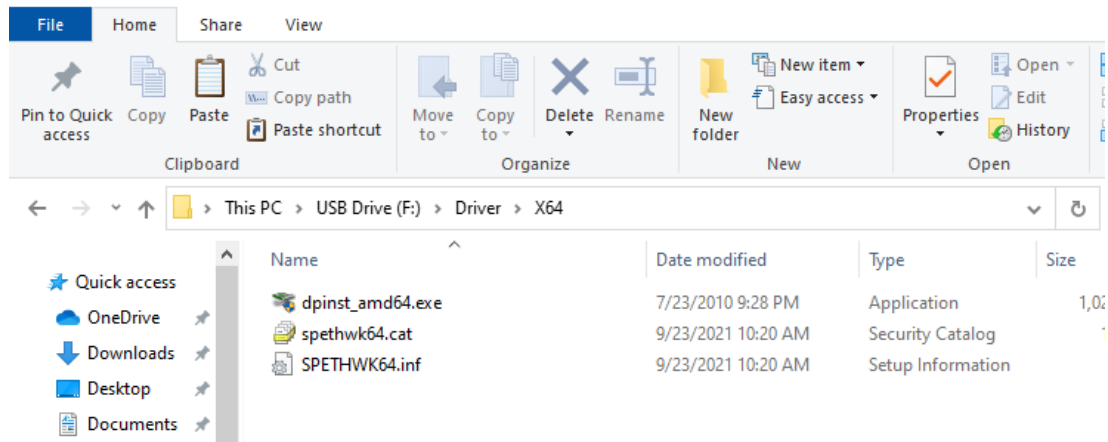 File Home Share View
Cut
Copy path
Paste shortcut
Pin to Quick access
Copy
Paste
Clipboard
Move to
Copy to
Delete
Rename
Organize
New folder
New item
Easy access
New
Properties
Open
Edit
History
Open
This PC > USB Drive (F:) > Driver > X64
Name Date modified Type Size
Quick access
OneDrive
Downloads
Desktop
Documents
dpinst_amd64.exe 7/23/2010 9:28 PM Application 1,02
spethwk64.cat 9/23/2021 10:20 AM Security Catalog
SPETHWK64.inf 9/23/2021 10:20 AM Setup Information